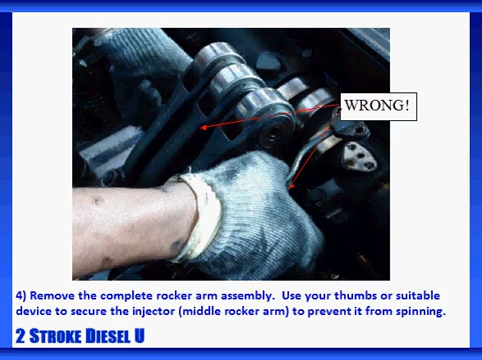 WRONG!
4) Remove the complete rocker arm assembly. Use your thumbs or suitable
device to secure the injector (middle rocker arm) to prevent it from spinning.
2 STROKE DIESEL U